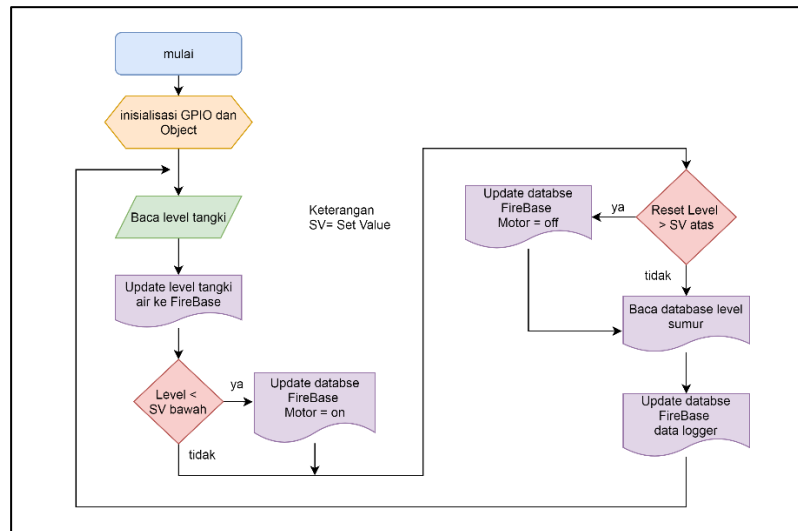 mulai
inisialisasi GPIO dan
Object
Baca level tangki
Keterangan
SV= Set Value
Update level tangki
air ke FireBase
Level <
SV bawah
ya
Update databse
FireBase
Motor = on
tidak
Reset Level
> SV atas
ya
Update databse
FireBase
Motor = off
tidak
Baca database level
sumur
Update databse
FireBase
data logger